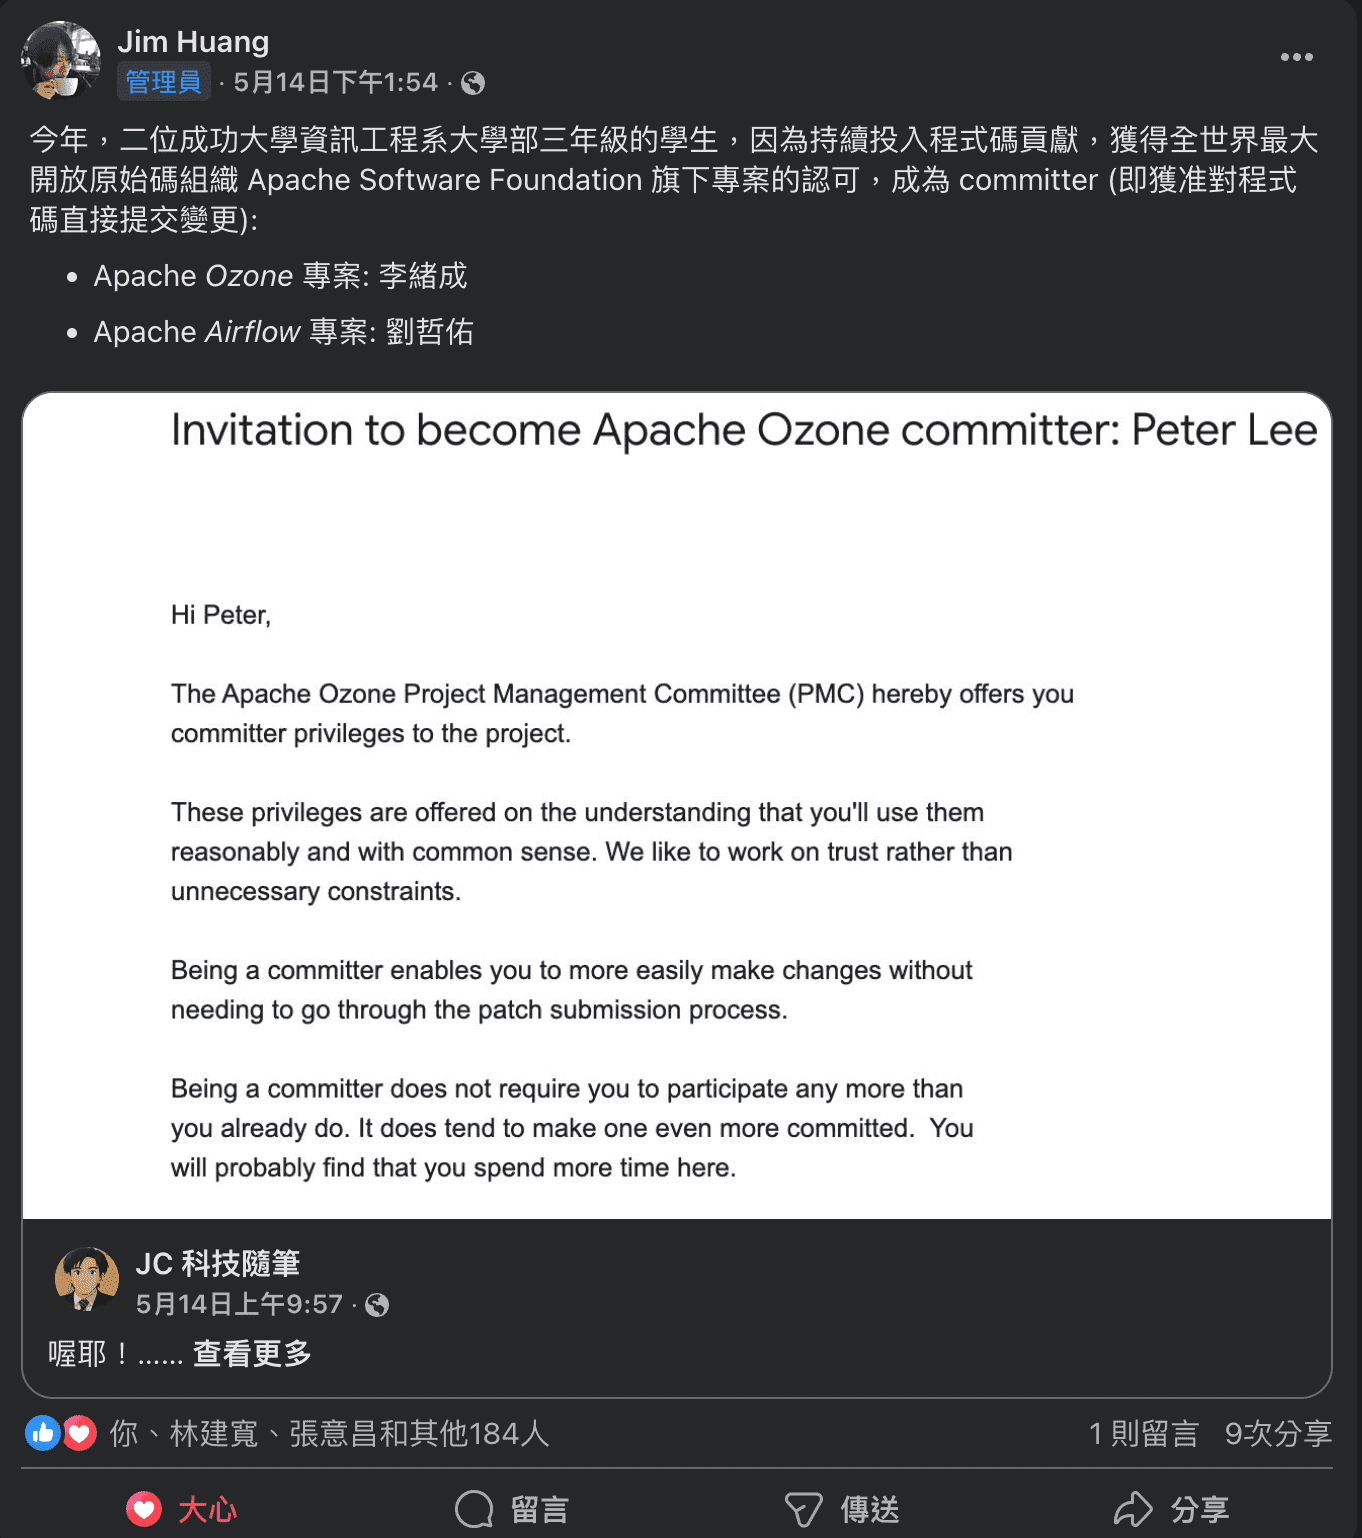 Jim Huang
管理員 · 5月14日下午1:54 ·
今年，二位成功大學資訊工程系大學部三年級的學生，因為持續投入程式碼貢獻，獲得全世界最大
開放原始碼組織 Apache Software Foundation 旗下專案的認可，成為 committer (即獲准對程式
碼直接提交變更):
• Apache Ozone 專案: 李緒成
• Apache Airflow 專案: 劉哲佑
Invitation to become Apache Ozone committer: Peter Lee
Hi Peter,
The Apache Ozone Project Management Committee (PMC) hereby offers you
committer privileges to the project.
These privileges are offered on the understanding that you'll use them
reasonably and with common sense. We like to work on trust rather than
unnecessary constraints.
Being a committer enables you to more easily make changes without
needing to go through the patch submission process.
Being a committer does not require you to participate any more than
you already do. It does tend to make one even more committed.  You
will probably find that you spend more time here.
JC 科技隨筆
5月14日上午9:57 ·
喔耶！...... 查看更多
你、林建寬、張意昌和其他184人 1 則留言 9次分享
大心 留言 傳送 分享